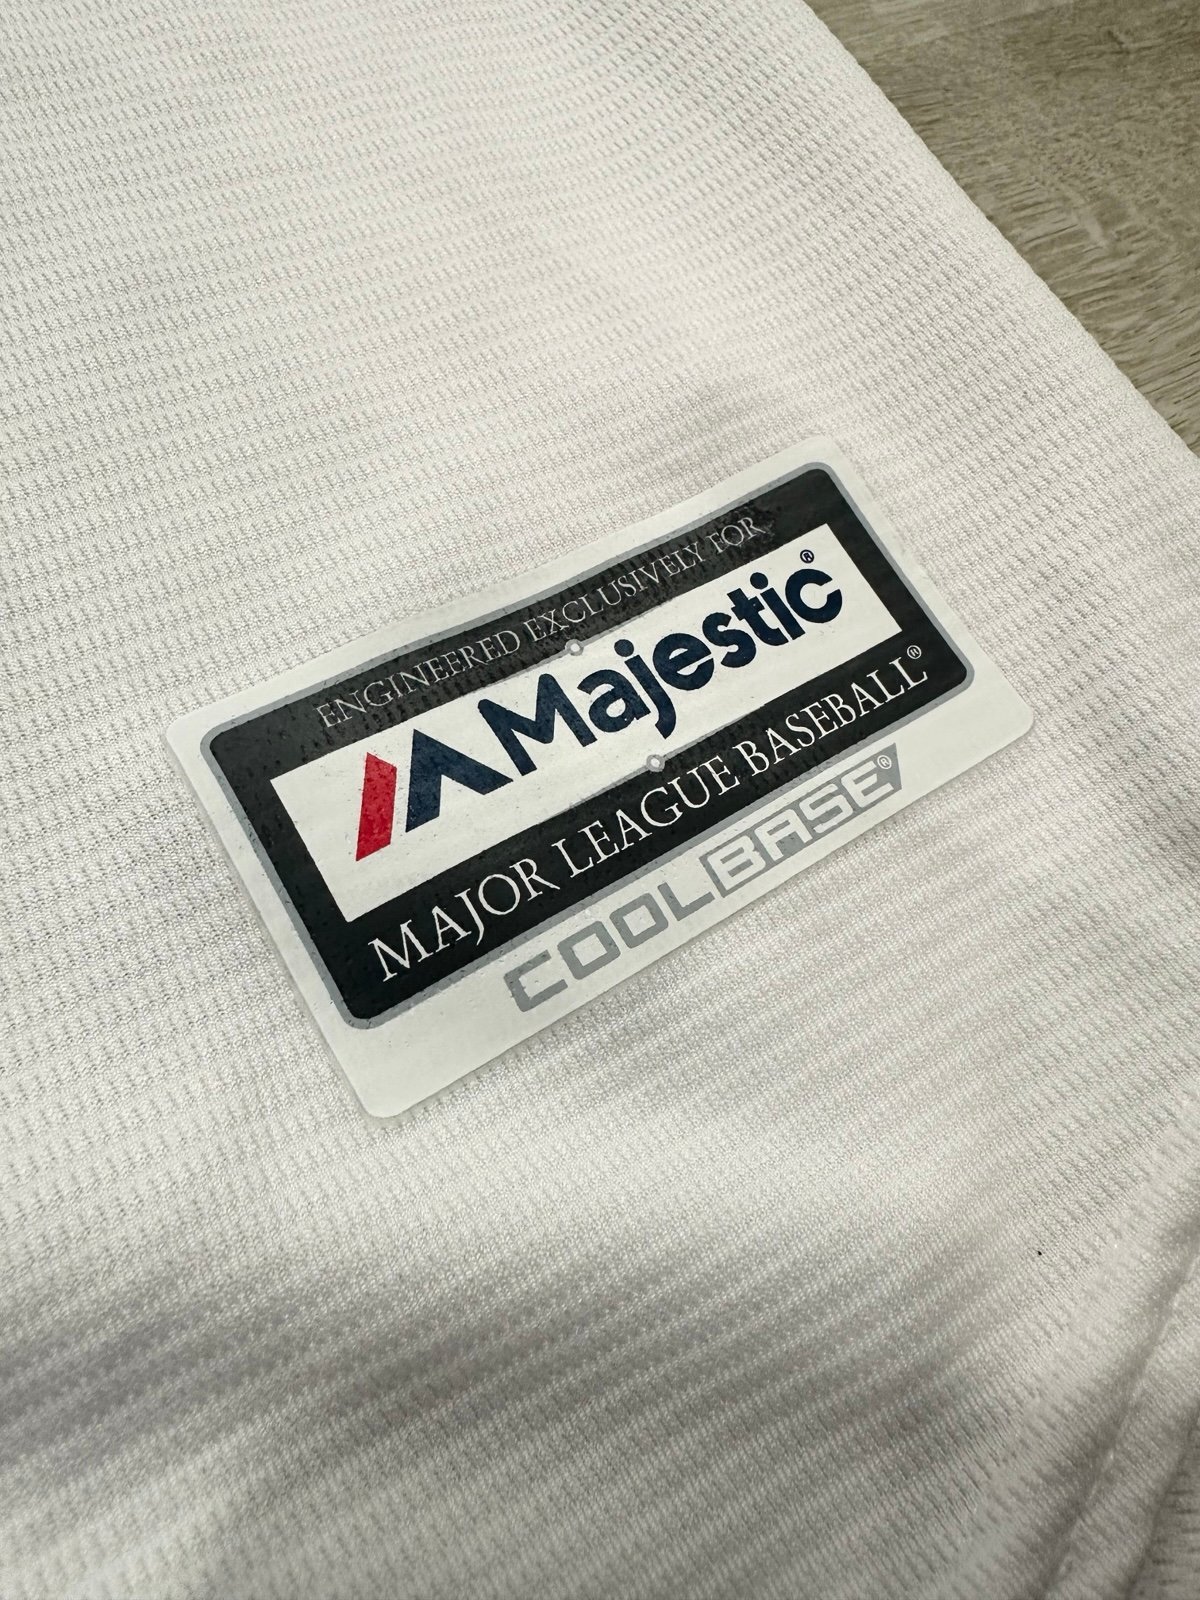 ENGINEERED EXCLUSIVELY FOR
Majestic®
MAJOR LEAGUE BASEBALL®
COOLBASE®